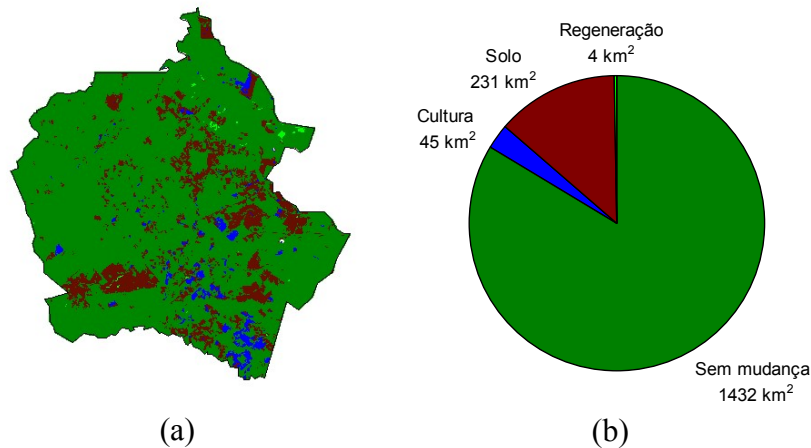 Regeneração
4 km²
Solo
231 km²
Cultura
45 km²
Sem mudança
1432 km²
(a)
(b)